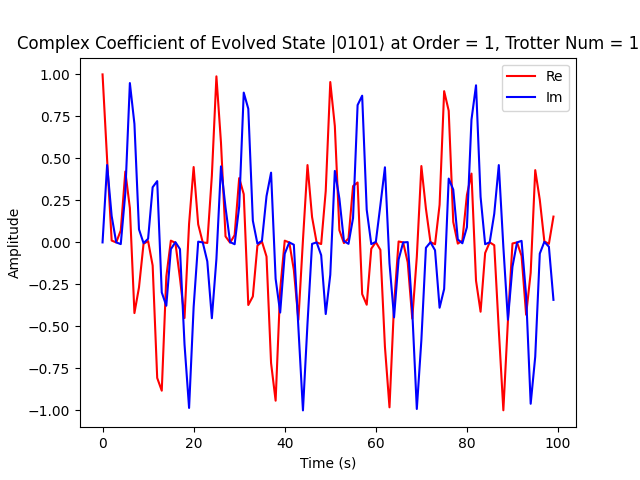 Complex Coefficient of Evolved State |0101⟩ at Order = 1, Trotter Num = 1
1.00
0.75
0.50
0.25
0.00
−0.25
−0.50
−0.75
−1.00
Amplitude
Re
Im
0 20 40 60 80 100
Time (s)